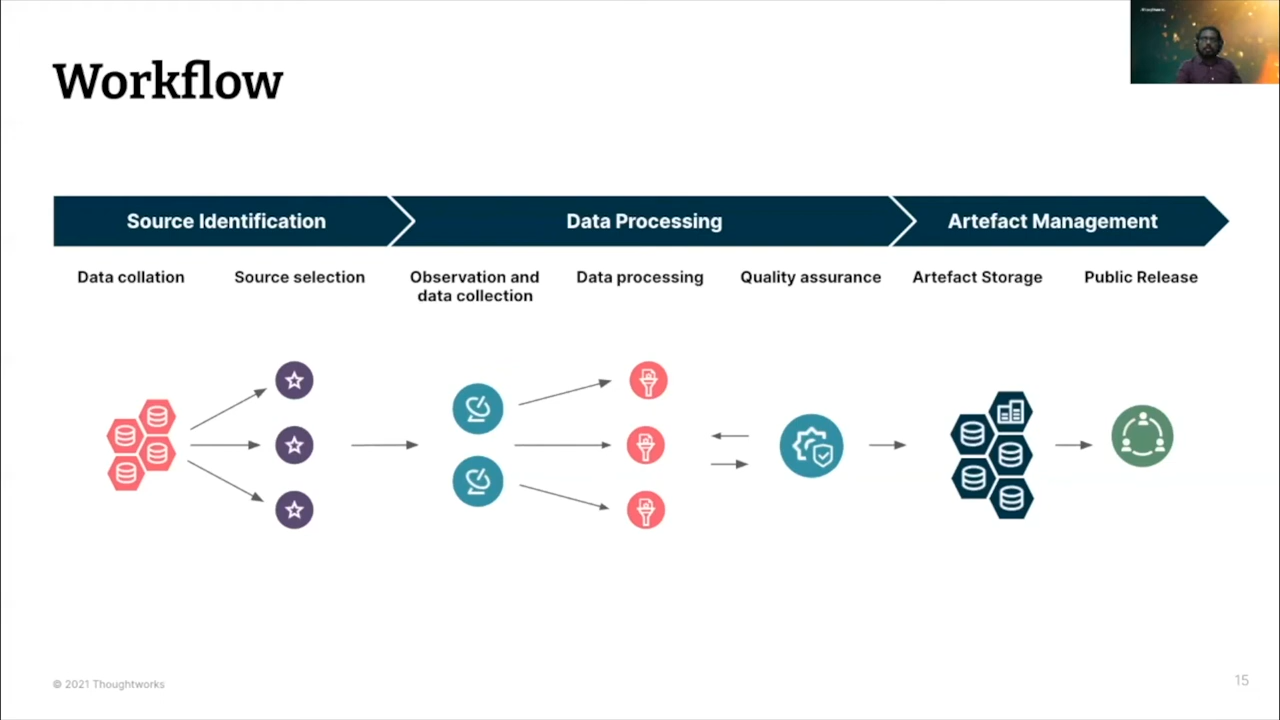 Workflow
Source Identification
Data Processing
Artefact Management
Data collation
Source selection
Observation and
data collection
Data processing
Quality assurance
Artefact Storage
Public Release
© 2021 Thoughtworks
15